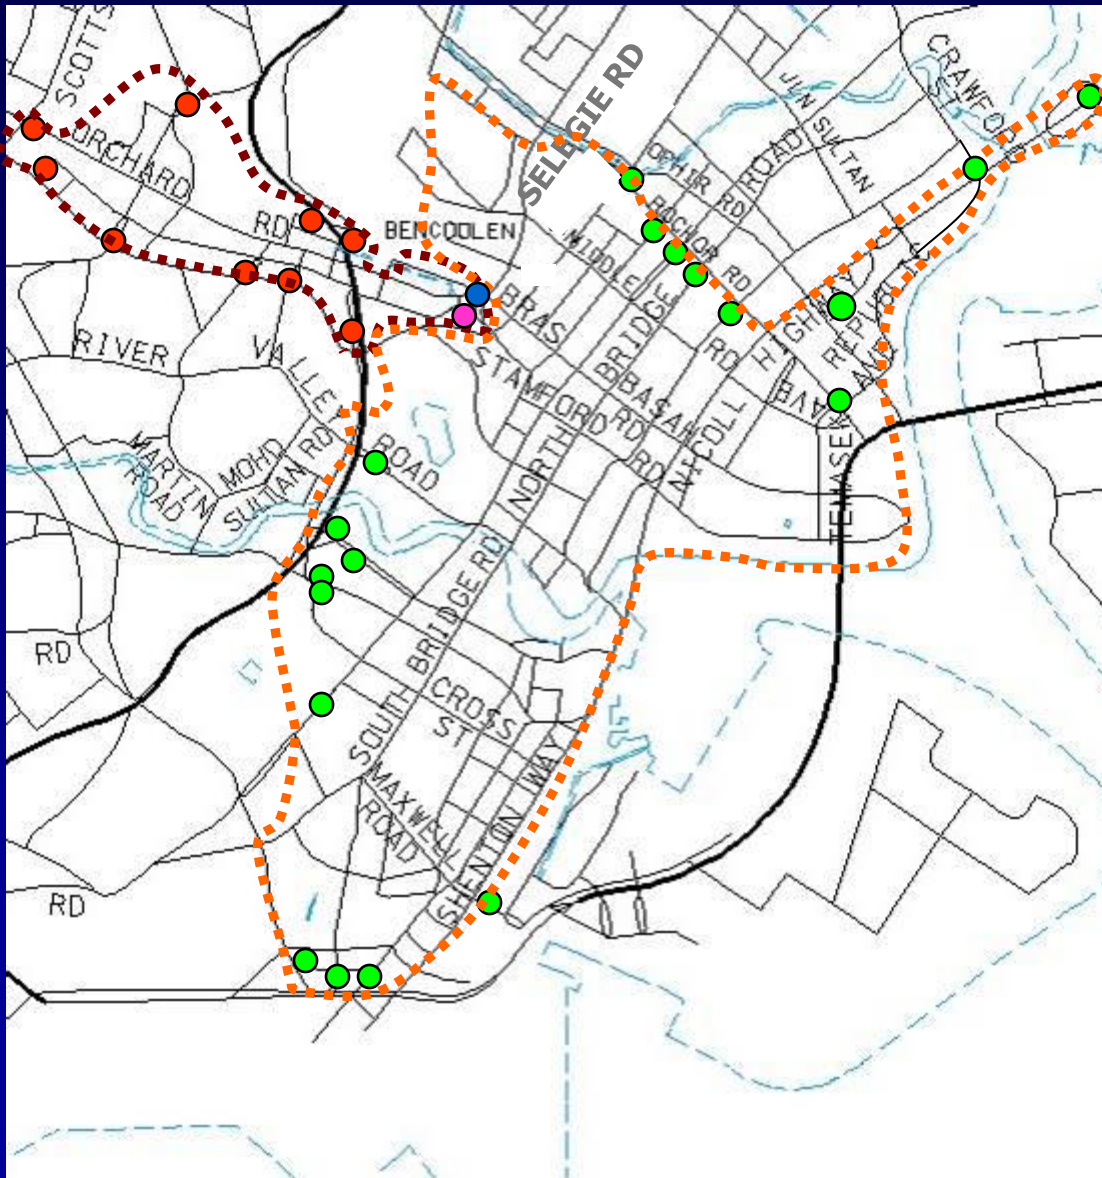 SCOTTS
ORCHARD
RD
SELEGIE RD
BENCOOLEN
CRAWFORD
ST
JLN SULTAN
OPHIR RD
ROAD
ROCHOR RD
MIDDLE
RD
BRAS
BASAH
RD
STAMFORD
RD
NORTH
BRIDGE
NICOLL
HIGHWAY
REPUBLIC
AVE
TEMASEK
AVE
RIVER
VALLEY
ROAD
MARTIN
ROAD
MOHD
SULTAN RD
SOUTH BRIDGE RD
CROSS
ST
MAXWELL
ROAD
SHENTON WAY
RD
RD